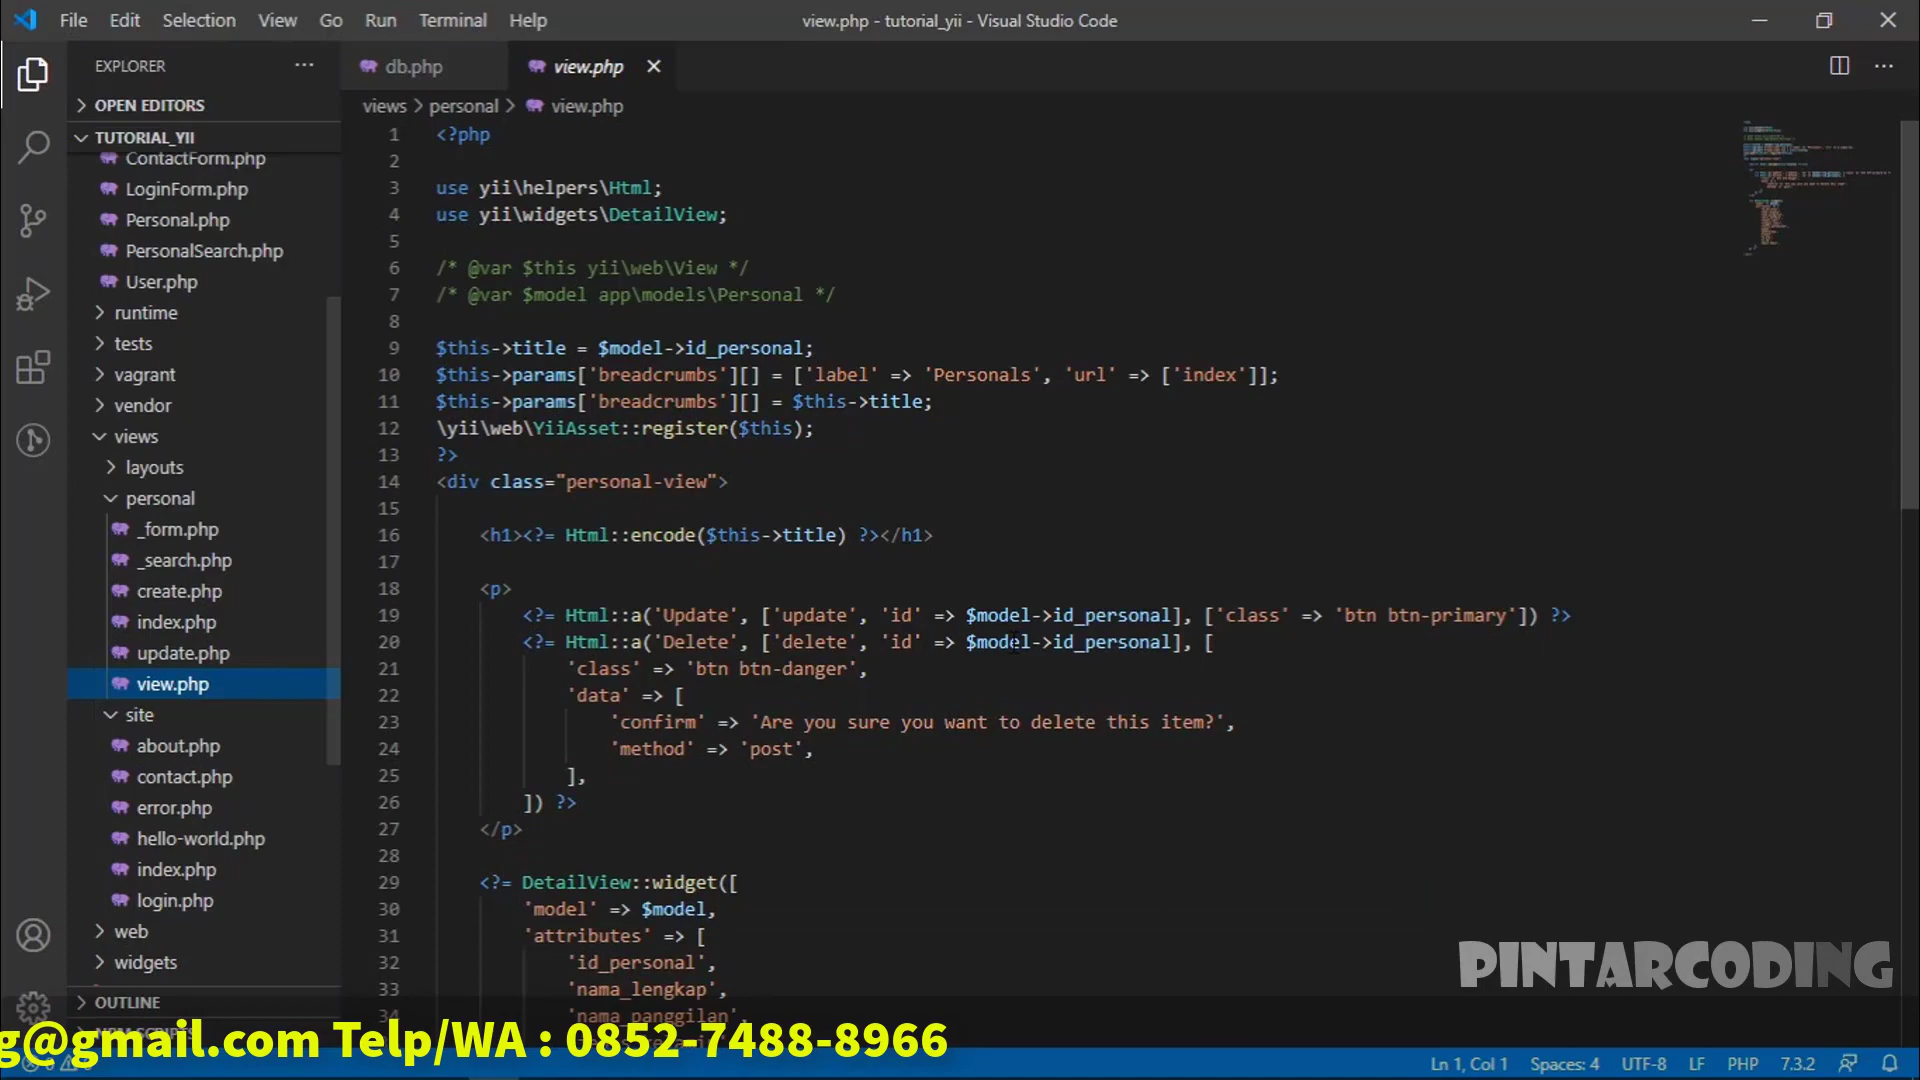 File Edit Selection View Go Run Terminal Help
view.php - tutorial_yii - Visual Studio Code
EXPLORER
OPEN EDITORS
TUTORIAL_YII
ContactForm.php
LoginForm.php
Personal.php
PersonalSearch.php
User.php
runtime
tests
vagrant
vendor
views
layouts
personal
_form.php
_search.php
create.php
index.php
update.php
view.php
site
about.php
contact.php
error.php
hello-world.php
index.php
login.php
web
widgets
OUTLINE
db.php
view.php
views > personal > view.php
1 <?php
2
3 use yii\helpers\Html;
4 use yii\widgets\DetailView;
5
6 /* @var $this yii\web\View */
7 /* @var $model app\models\Personal */
8
9 $this->title = $model->id_personal;
10 $this->params['breadcrumbs'][] = ['label' => 'Personals', 'url' => ['index']];
11 $this->params['breadcrumbs'][] = $this->title;
12 \yii\web\YiiAsset::register($this);
13 ?>
14 <div class="personal-view">
15
16 <h1><?= Html::encode($this->title) ?></h1>
17
18 <p>
19 <?= Html::a('Update', ['update', 'id' => $model->id_personal], ['class' => 'btn btn-primary']) ?>
20 <?= Html::a('Delete', ['delete', 'id' => $model->id_personal], [
21 'class' => 'btn btn-danger',
22 'data' => [
23 'confirm' => 'Are you sure you want to delete this item?',
24 'method' => 'post',
25 ],
26 ]) ?>
27 </p>
28
29 <?= DetailView::widget([
30 'model' => $model,
31 'attributes' => [
32 'id_personal',
33 'nama_lengkap',
34 'nama_panggilan',
PINTARCODING
g@gmail.com Telp/WA : 0852-7488-8966
Ln 1, Col 1 Spaces: 4 UTF-8 LF PHP 7.3.2